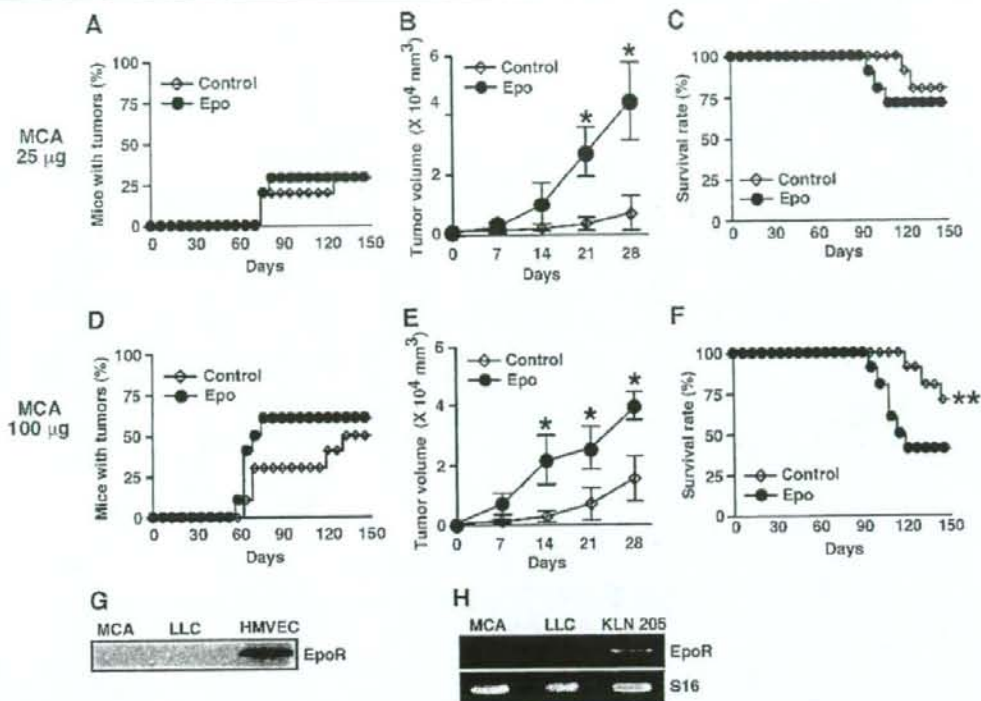 A
Mice with tumors (%)
100
75
50
25
0
Control
Epo
0 30 60 90 120 150
Days
MCA
25 µg
B
Tumor volume (X 10⁴ mm³)
6
4
2
0
Control
Epo
*
*
0 7 14 21 28
Days
C
Survival rate (%)
100
75
50
25
0
Control
Epo
0 30 60 90 120 150
Days
MCA
100 µg
D
Mice with tumors (%)
100
75
50
25
0
Control
Epo
0 30 60 90 120 150
Days
E
Tumor volume (X 10⁴ mm³)
6
4
2
0
Control
Epo
*
*
*
0 7 14 21 28
Days
F
Survival rate (%)
100
75
50
25
0
**
Control
Epo
0 30 60 90 120 150
Days
G
MCA LLC HMVEC
EpoR
H
MCA LLC KLN 205
EpoR
S16